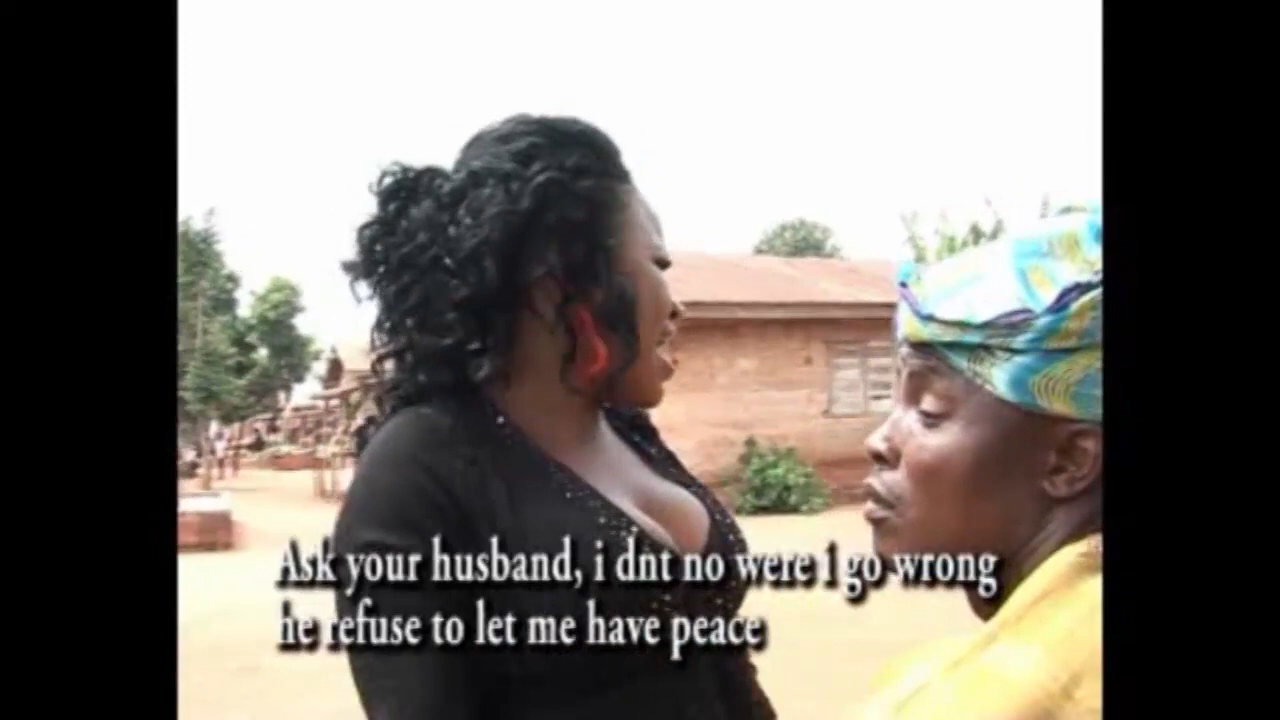 Ask your husband, i dnt no were i go wrong
he refuse to let me have peace